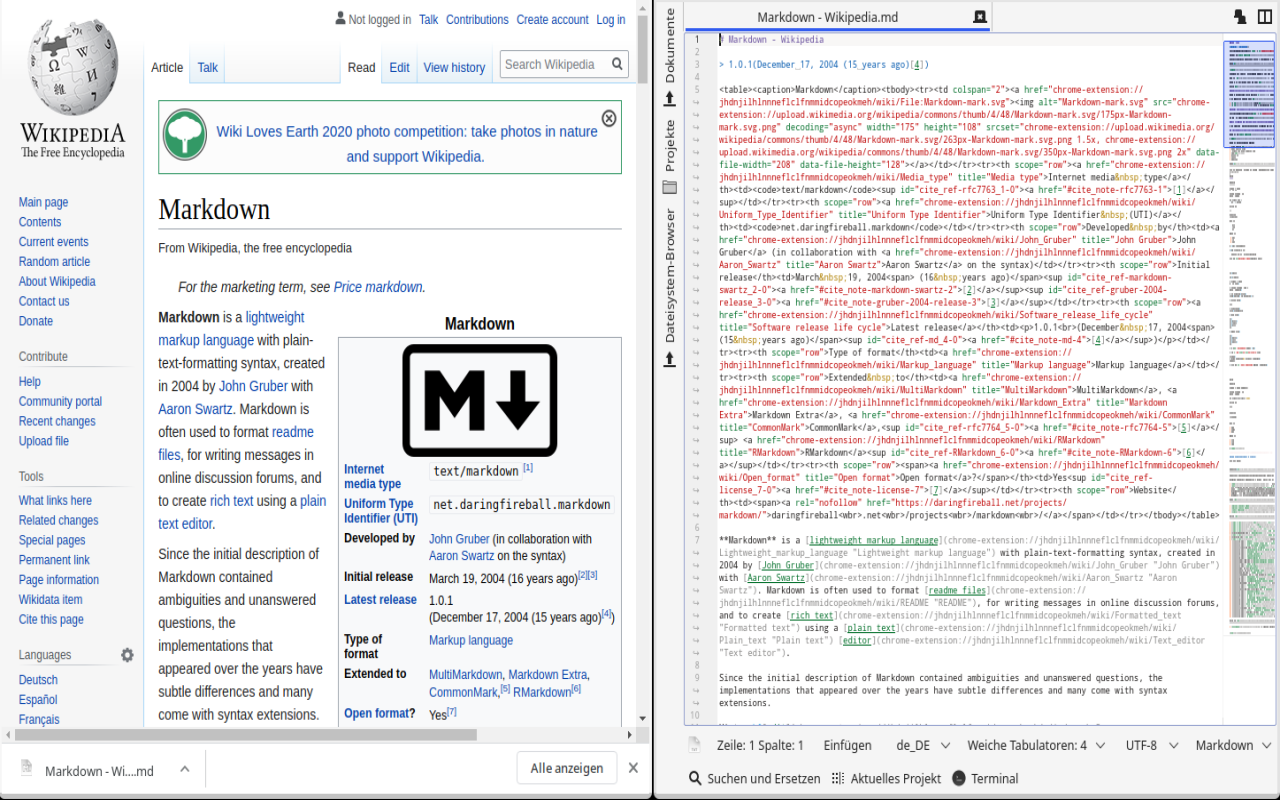 Not logged in Talk Contributions Create account Log in
Article Talk Read Edit View history Search Wikipedia
WIKIPEDIA
The Free Encyclopedia
Wiki Loves Earth 2020 photo competition: take photos in nature
and support Wikipedia.
Main page
Contents
Current events
Random article
About Wikipedia
Contact us
Donate
Contribute
Help
Community portal
Recent changes
Upload file
Tools
What links here
Related changes
Special pages
Permanent link
Page information
Wikidata item
Cite this page
Languages
Deutsch
Español
Français
Markdown
From Wikipedia, the free encyclopedia
For the marketing term, see Price markdown.
Markdown is a lightweight
markup language with plain-
text-formatting syntax, created
in 2004 by John Gruber with
Aaron Swartz. Markdown is
often used to format readme
files, for writing messages in
online discussion forums, and
to create rich text using a plain
text editor.
Since the initial description of
Markdown contained
ambiguities and unanswered
questions, the
implementations that
appeared over the years have
subtle differences and many
come with syntax extensions.
Markdown
M
Internet media type text/markdown [1]
Uniform Type Identifier (UTI) net.daringfireball.markdown
Developed by John Gruber (in collaboration with
Aaron Swartz on the syntax)
Initial release March 19, 2004 (16 years ago)[2][3]
Latest release 1.0.1
(December 17, 2004 (15 years ago)[4])
Type of format Markup language
Extended to MultiMarkdown, Markdown Extra,
CommonMark,[5] RMarkdown[6]
Open format? Yes[7]
Markdown - Wi....md
Alle anzeigen
Dokumente
Projekte
Dateisystem-Browser
Markdown - Wikipedia.md
1 # Markdown - Wikipedia
2
3 > 1.0.1(December_17, 2004 (15_years ago)[4])
4
5 <table><caption>Markdown</caption><tbody><tr><td colspan="2"><a href="chrome-extension://
jhdnjilhlnnneflclfnmmidcopeokmeh/wiki/File:Markdown-mark.svg"><img alt="Markdown-mark.svg" src="chrome-
extension://upload.wikimedia.org/wikipedia/commons/thumb/4/48/Markdown-mark.svg/175px-Markdown-
mark.svg.png" decoding="async" width="175" height="108" srcset="chrome-extension://upload.wikimedia.org/
wikipedia/commons/thumb/4/48/Markdown-mark.svg/263px-Markdown-mark.svg.png 1.5x, chrome-extension://
upload.wikimedia.org/wikipedia/commons/thumb/4/48/Markdown-mark.svg/350px-Markdown-mark.svg.png 2x" data-
file-width="208" data-file-height="128"></a></td></tr><tr><th scope="row"><a href="chrome-extension://
jhdnjilhlnnneflclfnmmidcopeokmeh/wiki/Media_type" title="Media type">Internet media&nbsp;type</a></
th><td><code>text/markdown</code><sup id="cite_ref-rfc7763_1-0"><a href="#cite_note-rfc7763-1">[1]</a></
sup></td></tr><tr><th scope="row"><a href="chrome-extension://jhdnjilhlnnneflclfnmmidcopeokmeh/wiki/
Uniform_Type_Identifier" title="Uniform Type Identifier">Uniform Type Identifier&nbsp;(UTI)</a></
th><td><code>net.daringfireball.markdown</code></td></tr><tr><th scope="row">Developed&nbsp;by</th><td><a
href="chrome-extension://jhdnjilhlnnneflclfnmmidcopeokmeh/wiki/John_Gruber" title="John Gruber">John
Gruber</a> (in collaboration with <a href="chrome-extension://jhdnjilhlnnneflclfnmmidcopeokmeh/wiki/
Aaron_Swartz" title="Aaron Swartz">Aaron Swartz</a> on the syntax)</td></tr><tr><th scope="row">Initial
release</th><td>March&nbsp;19, 2004<span> (16&nbsp;years ago)</span><sup id="cite_ref-markdown-
swartz_2-0"><a href="#cite_note-markdown-swartz-2">[2]</a></sup><sup id="cite_ref-gruber-2004-
release_3-0"><a href="#cite_note-gruber-2004-release-3">[3]</a></sup></td></tr><tr><th scope="row"><a
href="chrome-extension://jhdnjilhlnnneflclfnmmidcopeokmeh/wiki/Software_release_life_cycle"
title="Software release life cycle">Latest release</a></th><td><p>1.0.1<br>(December&nbsp;17, 2004<span>
(15&nbsp;years ago)</span><sup id="cite_ref-md_4-0"><a href="#cite_note-md-4">[4]</a></sup>)</p></td></
tr><tr><th scope="row">Type of format</th><td><a href="chrome-extension://
jhdnjilhlnnneflclfnmmidcopeokmeh/wiki/Markup_language" title="Markup language">Markup language</a></td></
tr><tr><th scope="row">Extended&nbsp;to</th><td><a href="chrome-extension://
jhdnjilhlnnneflclfnmmidcopeokmeh/wiki/MultiMarkdown" title="MultiMarkdown">MultiMarkdown</a>, <a
href="chrome-extension://jhdnjilhlnnneflclfnmmidcopeokmeh/wiki/Markdown_Extra" title="Markdown
Extra">Markdown Extra</a>, <a href="chrome-extension://jhdnjilhlnnneflclfnmmidcopeokmeh/wiki/CommonMark"
title="CommonMark">CommonMark</a>,<sup id="cite_ref-rfc7764_5-0"><a href="#cite_note-rfc7764-5">[5]</a></
sup> <a href="chrome-extension://jhdnjilhlnnneflclfnmmidcopeokmeh/wiki/RMarkdown"
title="RMarkdown">RMarkdown</a><sup id="cite_ref-RMarkdown_6-0"><a href="#cite_note-RMarkdown-6">[6]</
a></sup></td></tr><tr><th scope="row"><span><a href="chrome-extension://jhdnjilhlnnneflclfnmmidcopeokmeh/
wiki/Open_format" title="Open format">Open format</a>?</span></th><td>Yes<sup id="cite_ref-
license_7-0"><a href="#cite_note-license-7">[7]</a></sup></td></tr><tr><th scope="row">Website</
th><td><span><a rel="nofollow" href="https://daringfireball.net/projects/
markdown/">daringfireball<wbr>.net<wbr>/projects<wbr>/markdown<wbr>/</a></span></td></tr></tbody></table>
6
7 **Markdown** is a [lightweight markup language](chrome-extension://jhdnjilhlnnneflclfnmmidcopeokmeh/wiki/
Lightweight_markup_language "Lightweight markup language") with plain-text-formatting syntax, created in
2004 by [John Gruber](chrome-extension://jhdnjilhlnnneflclfnmmidcopeokmeh/wiki/John_Gruber "John Gruber")
with [Aaron Swartz](chrome-extension://jhdnjilhlnnneflclfnmmidcopeokmeh/wiki/Aaron_Swartz "Aaron
Swartz"). Markdown is often used to format [readme files](chrome-extension://
jhdnjilhlnnneflclfnmmidcopeokmeh/wiki/README "README"), for writing messages in online discussion forums,
and to create [rich text](chrome-extension://jhdnjilhlnnneflclfnmmidcopeokmeh/wiki/Formatted_text
"Formatted text") using a [plain text](chrome-extension://jhdnjilhlnnneflclfnmmidcopeokmeh/wiki/
Plain_text "Plain text") [editor](chrome-extension://jhdnjilhlnnneflclfnmmidcopeokmeh/wiki/Text_editor
"Text editor").
8
9 Since the initial description of Markdown contained ambiguities and unanswered questions, the
implementations that appeared over the years have subtle differences and many come with syntax
extensions.
10
Zeile: 1 Spalte: 1 Einfügen de_DE Weiche Tabulatoren: 4 UTF-8 Markdown
Suchen und Ersetzen Aktuelles Projekt Terminal